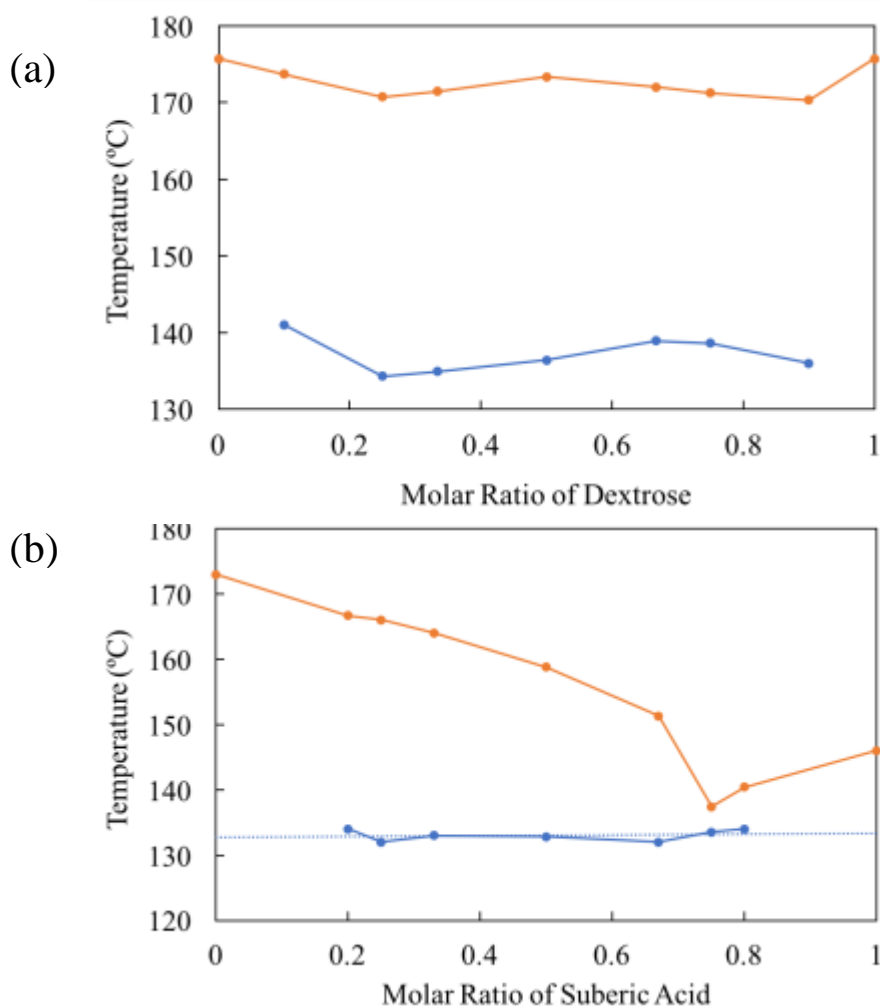 (a)
Temperature (ºC)
180
170
160
150
140
130
0 0.2 0.4 0.6 0.8 1
Molar Ratio of Dextrose
(b)
Temperature (ºC)
180
170
160
150
140
130
120
0 0.2 0.4 0.6 0.8 1
Molar Ratio of Suberic Acid